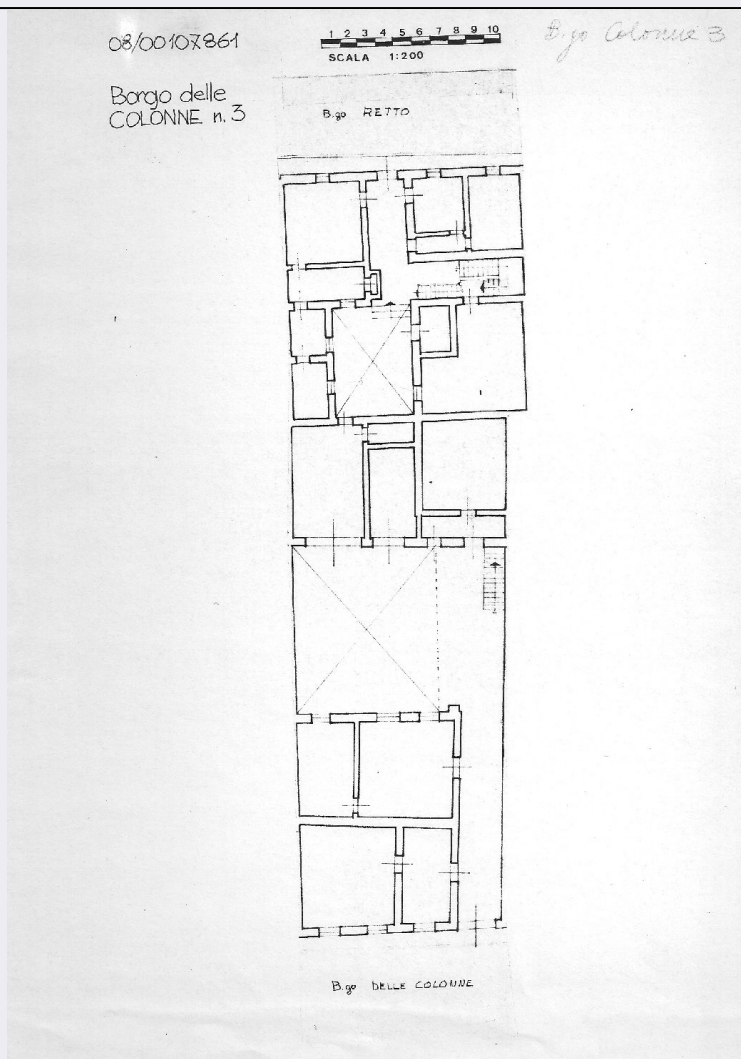 08/00107861
1 2 3 4 5 6 7 8 9 10
SCALA 1:200
B.go Colonne 3
Borgo delle
COLONNE n. 3
B.go RETTO
B.go DELLE COLONNE